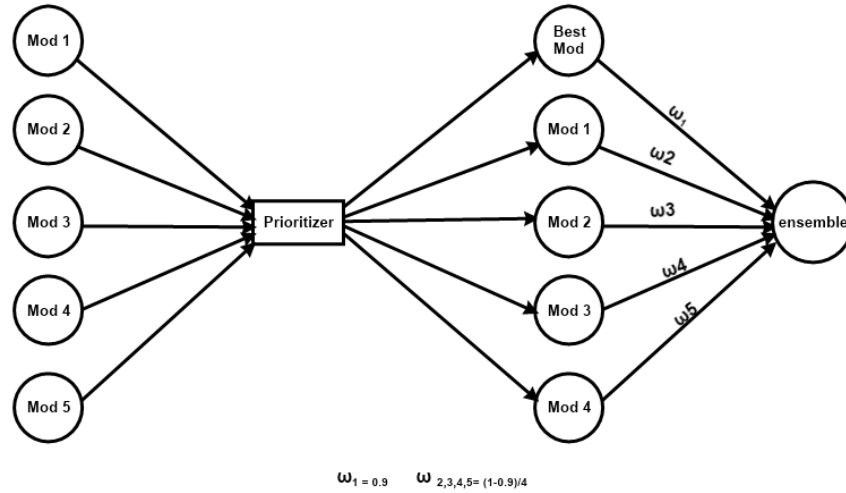 Mod 1
Mod 2
Mod 3
Mod 4
Mod 5
Prioritizer
Best
Mod
Mod 1
Mod 2
Mod 3
Mod 4
ω1
ω2
ω3
ω4
ω5
ensemble
ω1 = 0.9 ω 2,3,4,5= (1-0.9)/4